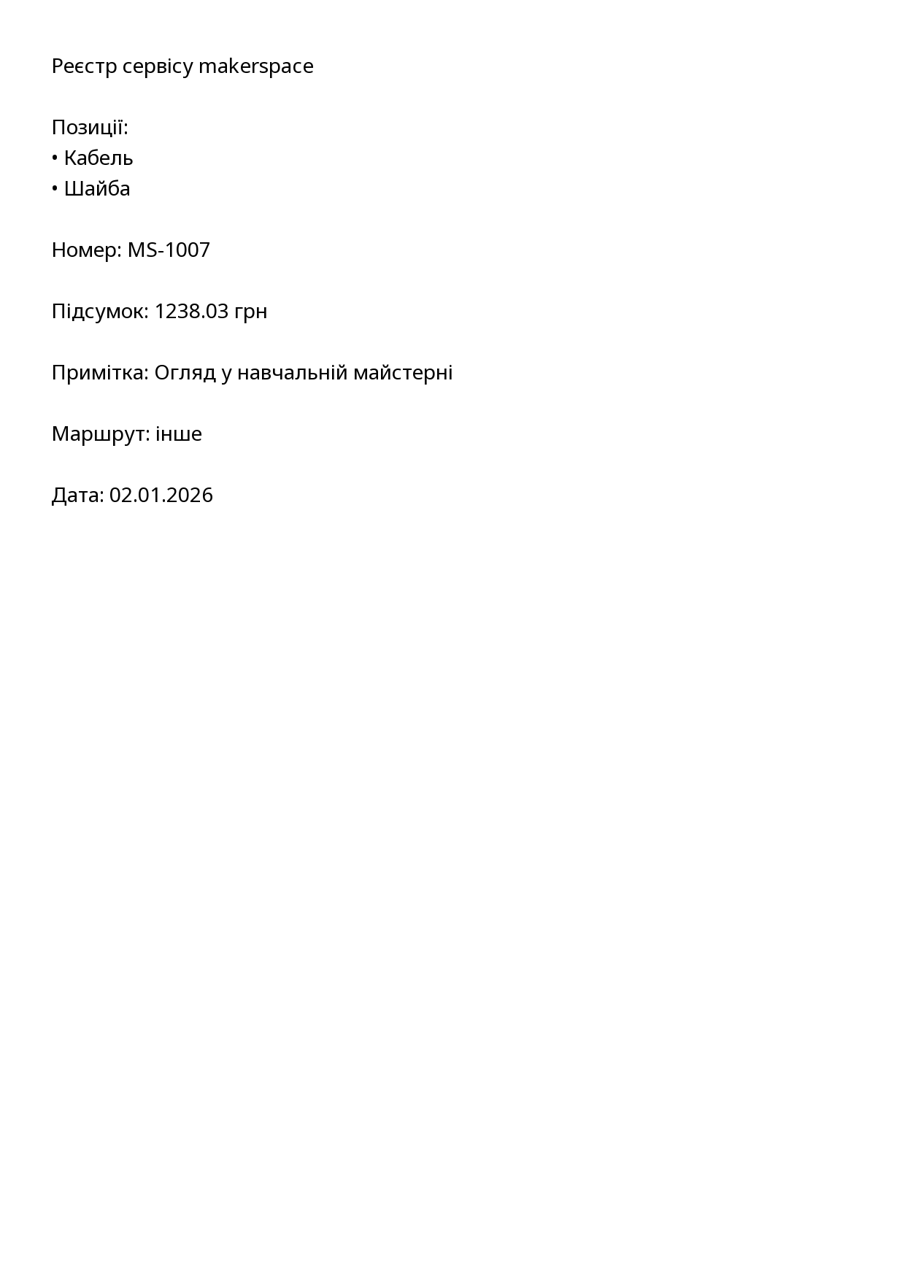 Реєстр сервісу makerspace
Позиції:
• Кабель
• Шайба
Номер: MS-1007
Підсумок: 1238.03 грн
Примітка: Огляд у навчальній майстерні
Маршрут: інше
Дата: 02.01.2026